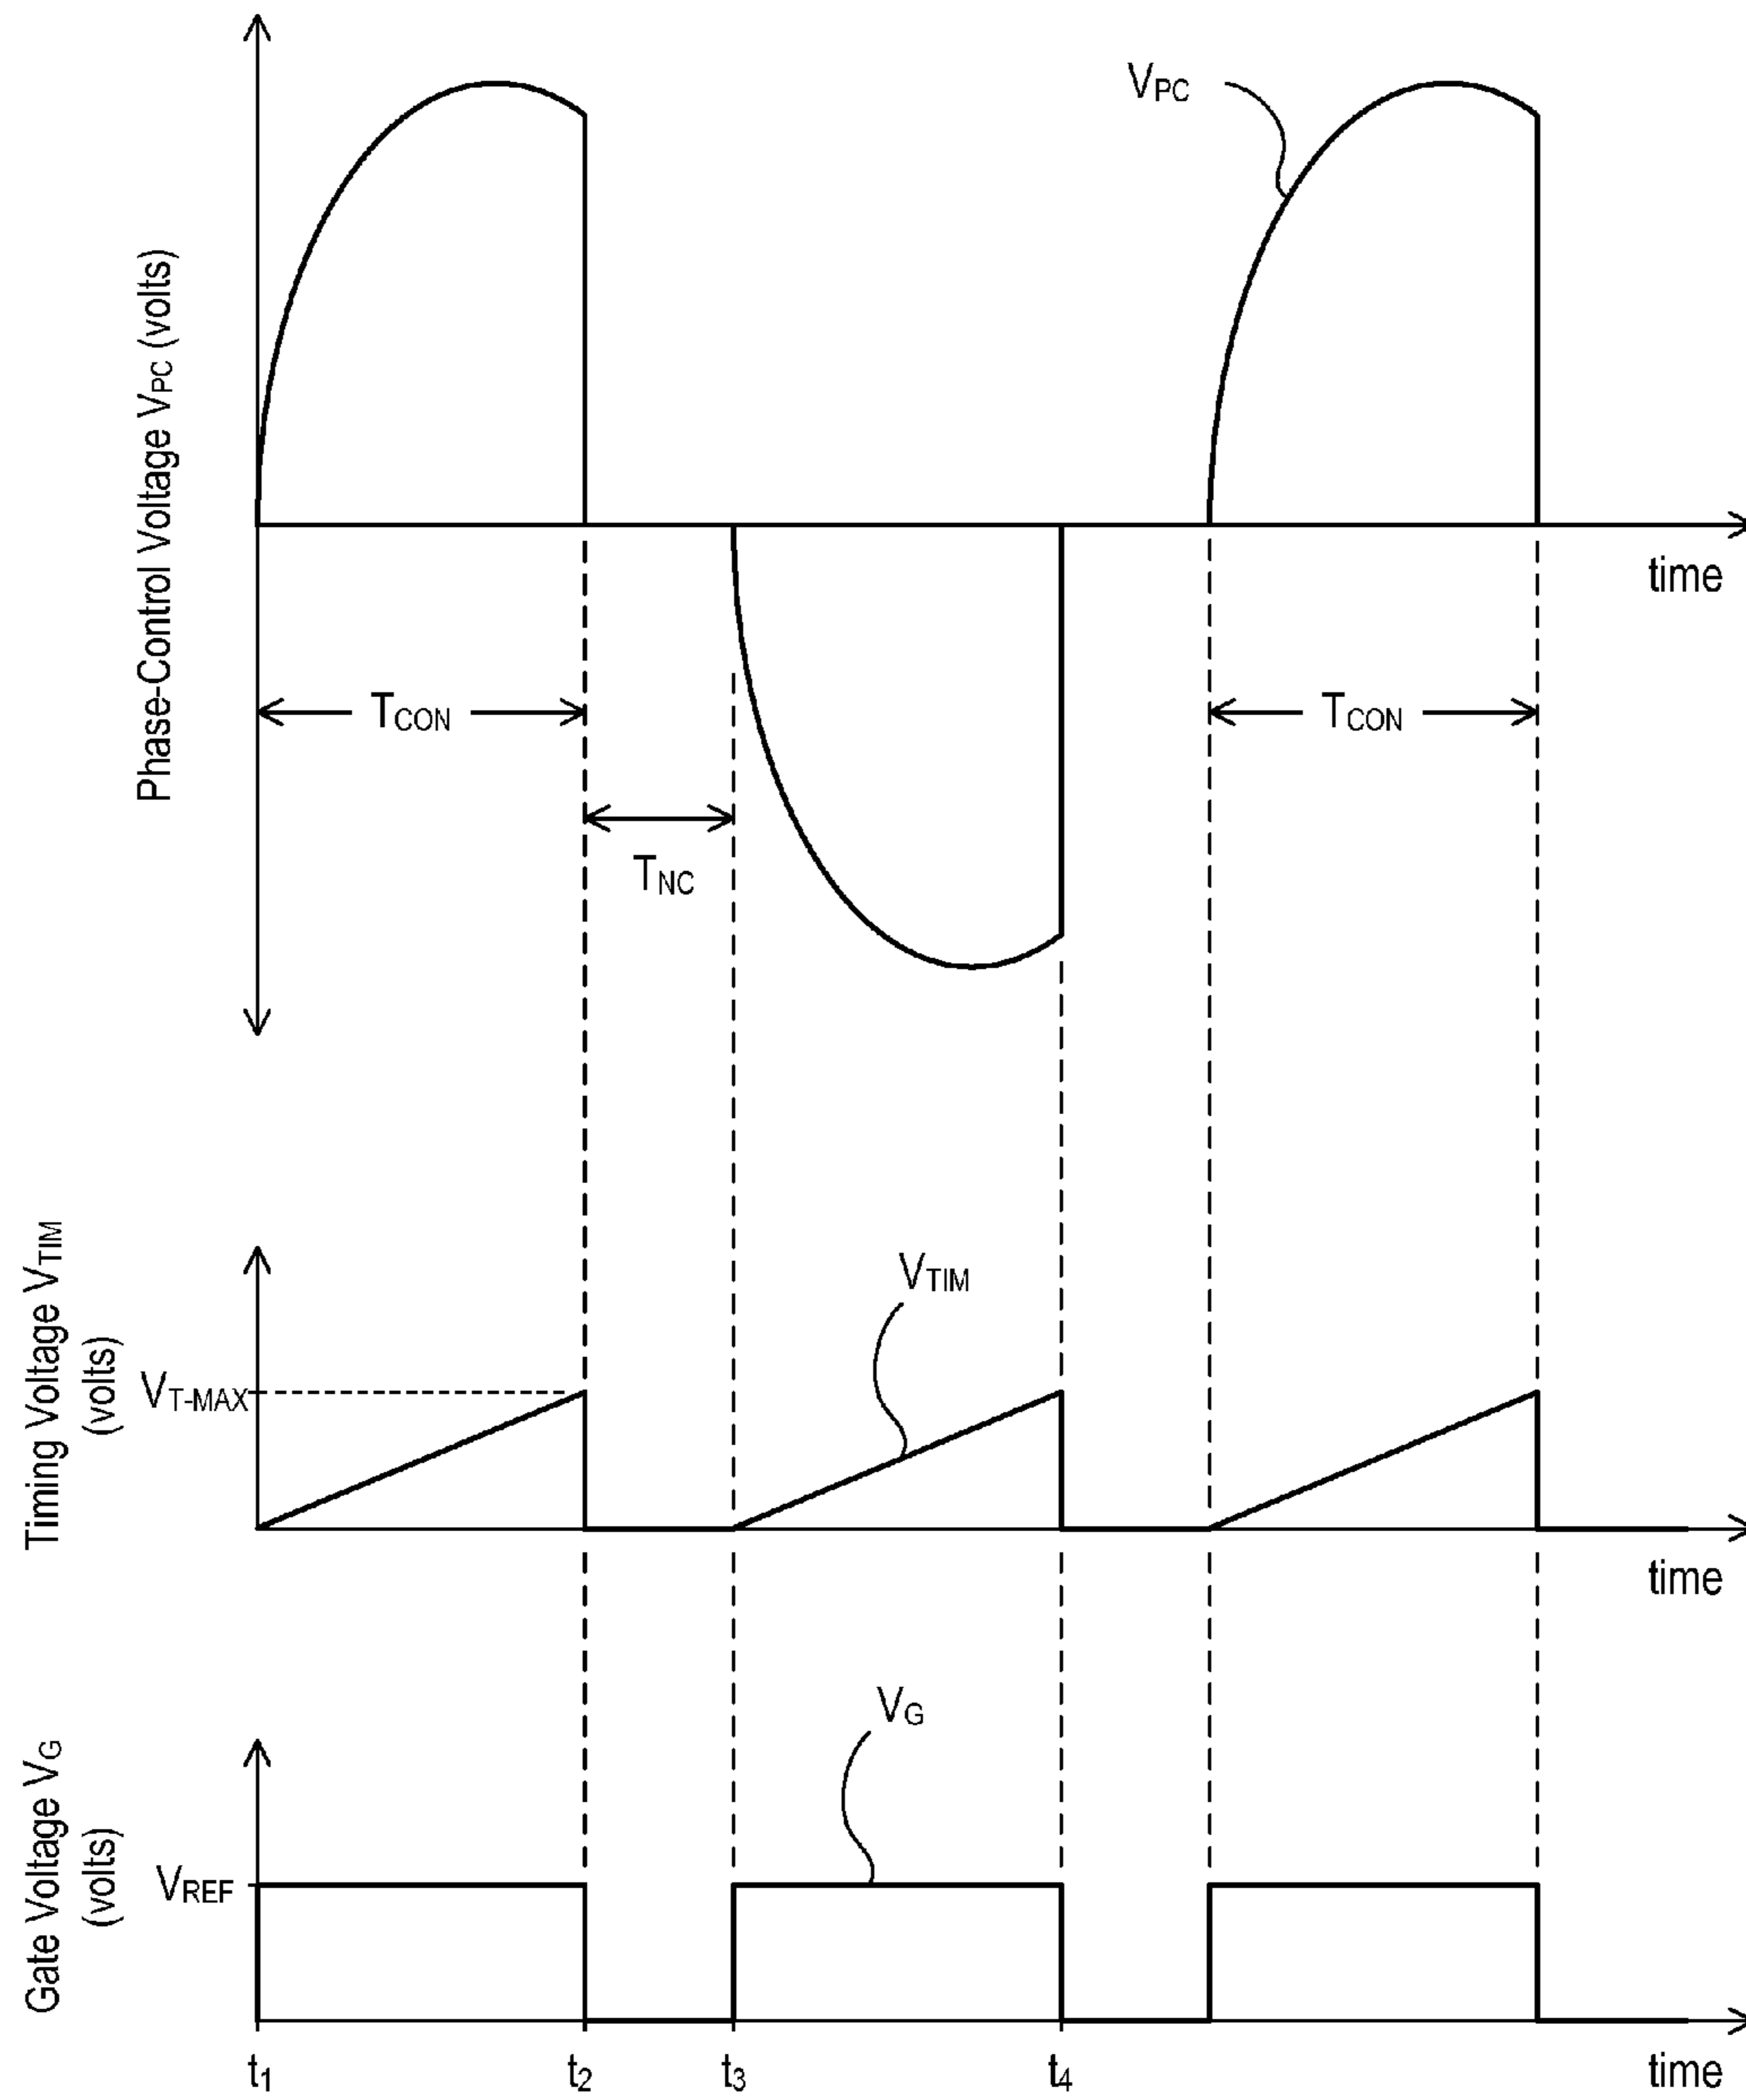 Phase-Control Voltage VPC (volts)
VPC
time
TCON
TCON
TNC
Timing Voltage VTIM
(volts)
VTIM
VT-MAX
time
Gate Voltage VG
(volts)
VG
VREF
t1
t2
t3
t4
time